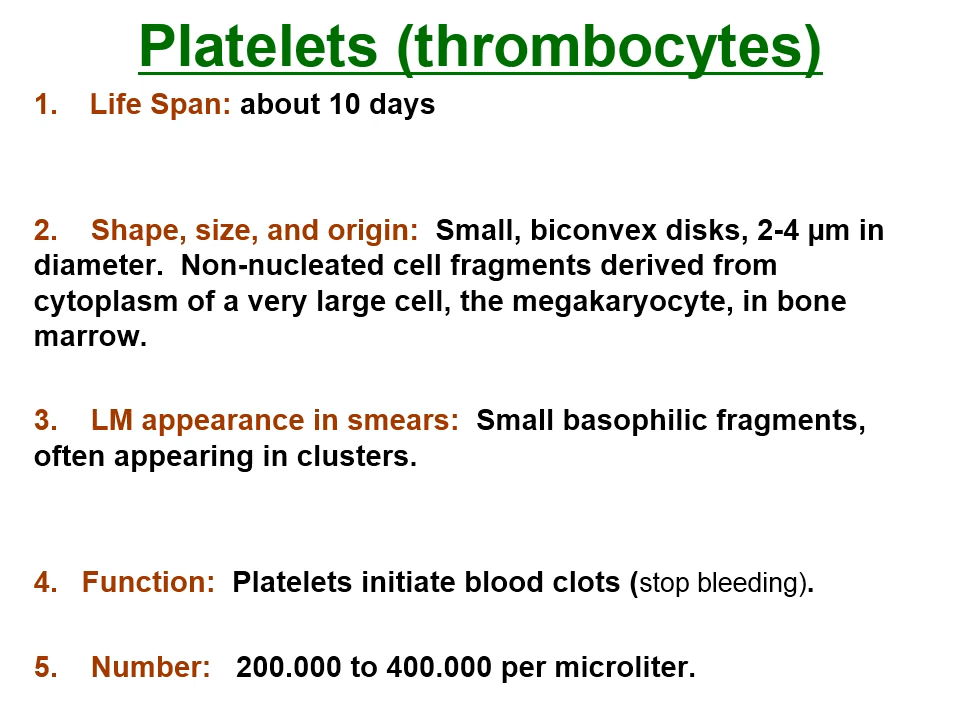 Platelets (thrombocytes)
1. Life Span: about 10 days
2. Shape, size, and origin: Small, biconvex disks, 2-4 µm in
diameter. Non-nucleated cell fragments derived from
cytoplasm of a very large cell, the megakaryocyte, in bone
marrow.
3. LM appearance in smears: Small basophilic fragments,
often appearing in clusters.
4. Function: Platelets initiate blood clots (stop bleeding).
5. Number: 200.000 to 400.000 per microliter.